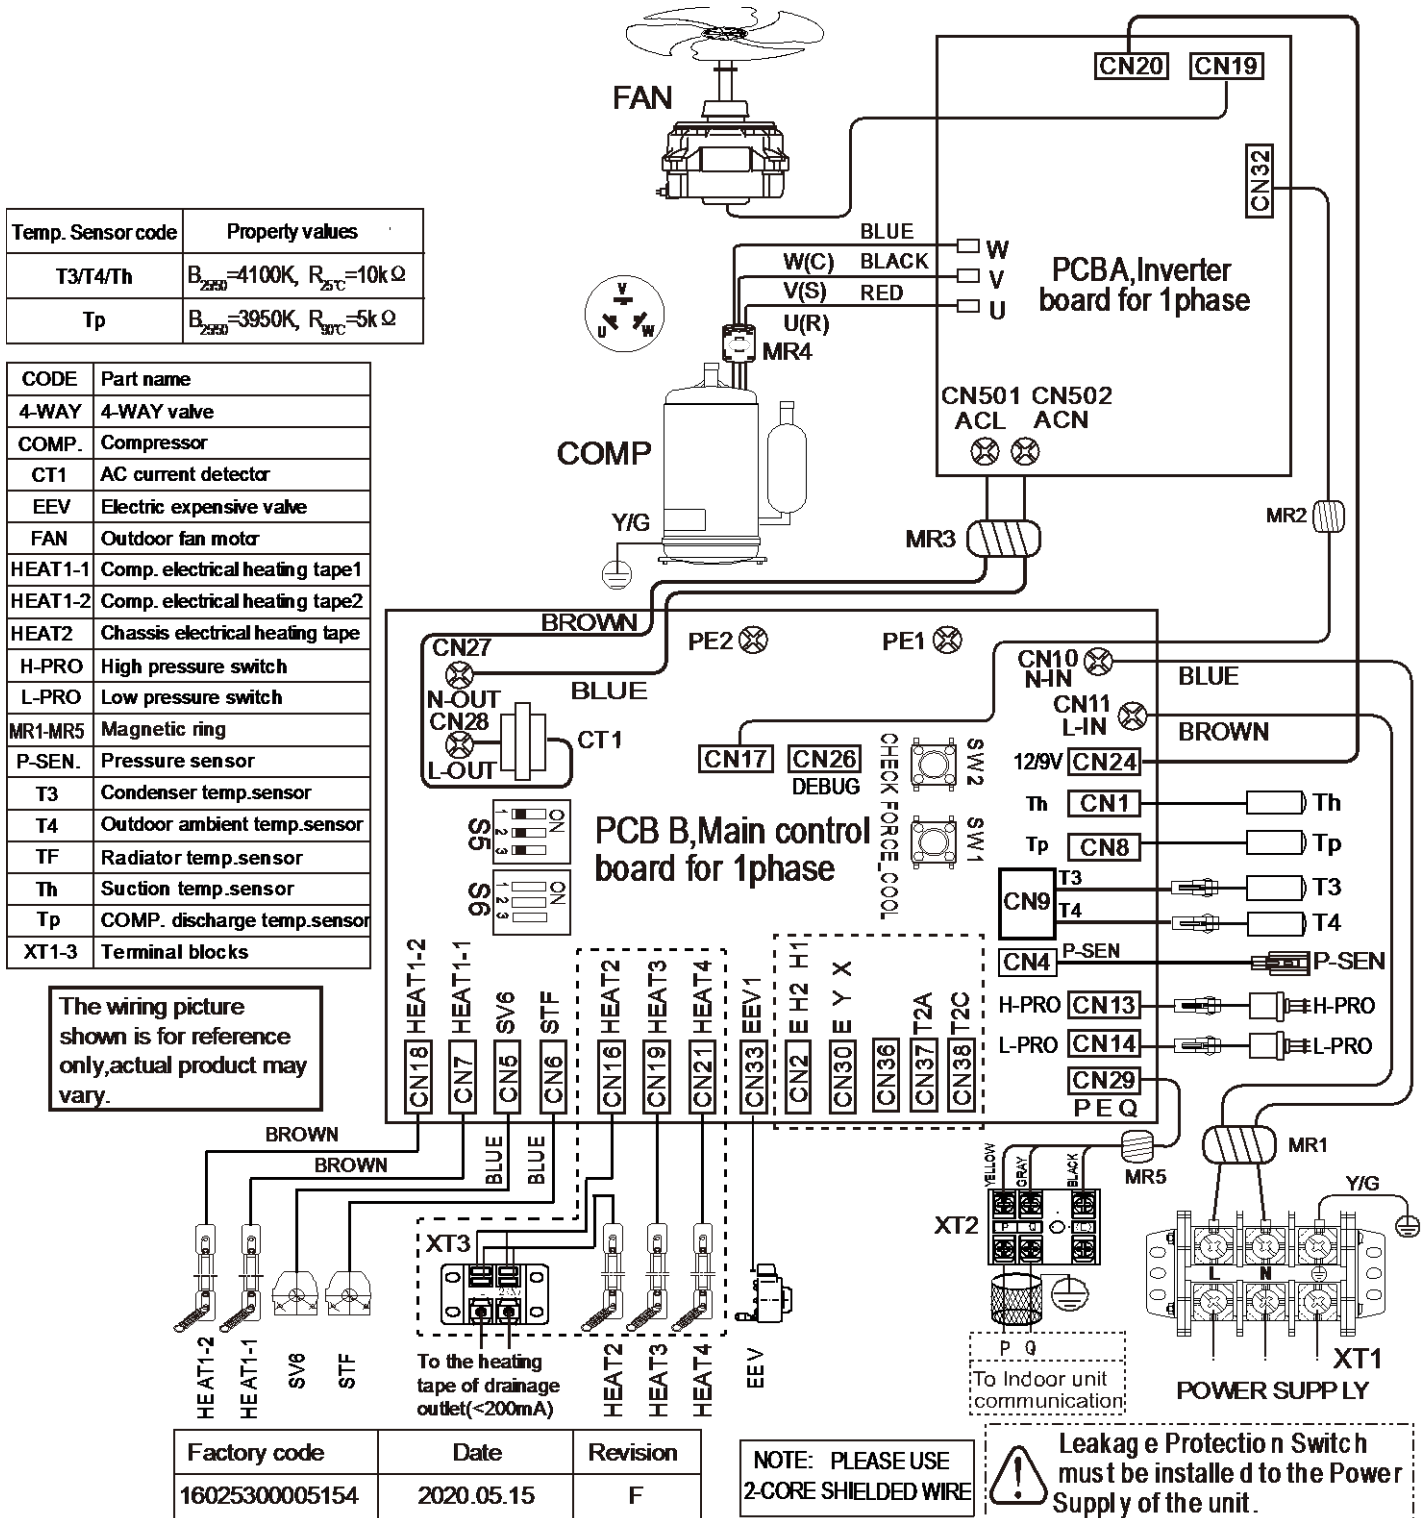 CN20 CN19
FAN
CN32
Temp. Sensor code Property values
T3/T4/Th B25/50=4100K, R25℃=10kΩ
Tp B25/50=3950K, R90℃=5kΩ
BLUE W
W(C) BLACK V
V(S) RED U
U(R)
V
U W
MR4
PCBA,Inverter
board for 1phase
CN501 CN502
ACL ACN
COMP
Y/G
MR3
MR2
CODE Part name
4-WAY 4-WAY valve
COMP. Compressor
CT1 AC current detector
EEV Electric expensive valve
FAN Outdoor fan motor
HEAT1-1 Comp. electrical heating tape1
HEAT1-2 Comp. electrical heating tape2
HEAT2 Chassis electrical heating tape
H-PRO High pressure switch
L-PRO Low pressure switch
MR1-MR5 Magnetic ring
P-SEN. Pressure sensor
T3 Condenser temp.sensor
T4 Outdoor ambient temp.sensor
TF Radiator temp.sensor
Th Suction temp.sensor
Tp COMP. discharge temp.sensor
XT1-3 Terminal blocks
The wiring picture
shown is for reference
only,actual product may
vary.
BROWN
CN27
N-OUT
BLUE
CN28
L-OUT
CT1
PE2 PE1
CN10
N-IN
BLUE
CN11
L-IN
BROWN
CN17 CN26
DEBUG
CHECK FORCE_COOL
SW2
SW1
S5
ON
1 2 3
S6
ON
1 2 3
PCB B,Main control
board for 1phase
12/9V CN24
Th CN1 Th
Tp CN8 Tp
CN9 T3 T3
T4 T4
CN4 P-SEN P-SEN
H-PRO CN13 H-PRO
L-PRO CN14 L-PRO
CN29
P E Q
CN18 HEAT1-2
CN7 HEAT1-1
CN5 SV6
CN6 STF
CN16 HEAT2
CN19 HEAT3
CN21 HEAT4
CN33 EEV1
CN2 E H2 H1
CN30 E Y X
CN36
CN37 T2A
CN38 T2C
BROWN
BROWN
BLUE
BLUE
YELLOW
GRAY
BLACK
MR5
MR1
Y/G
XT2
P Q
XT3
L N
XT1
POWER SUPPLY
HEAT1-2
HEAT1-1
SV6
STF
To the heating
tape of drainage
outlet(<200mA)
HEAT2
HEAT3
HEAT4
EEV
P Q
To Indoor unit
communication
Factory code Date Revision
16025300005154 2020.05.15 F
NOTE: PLEASE USE
2-CORE SHIELDED WIRE
Leakage Protection Switch
must be installed to the Power
Supply of the unit.